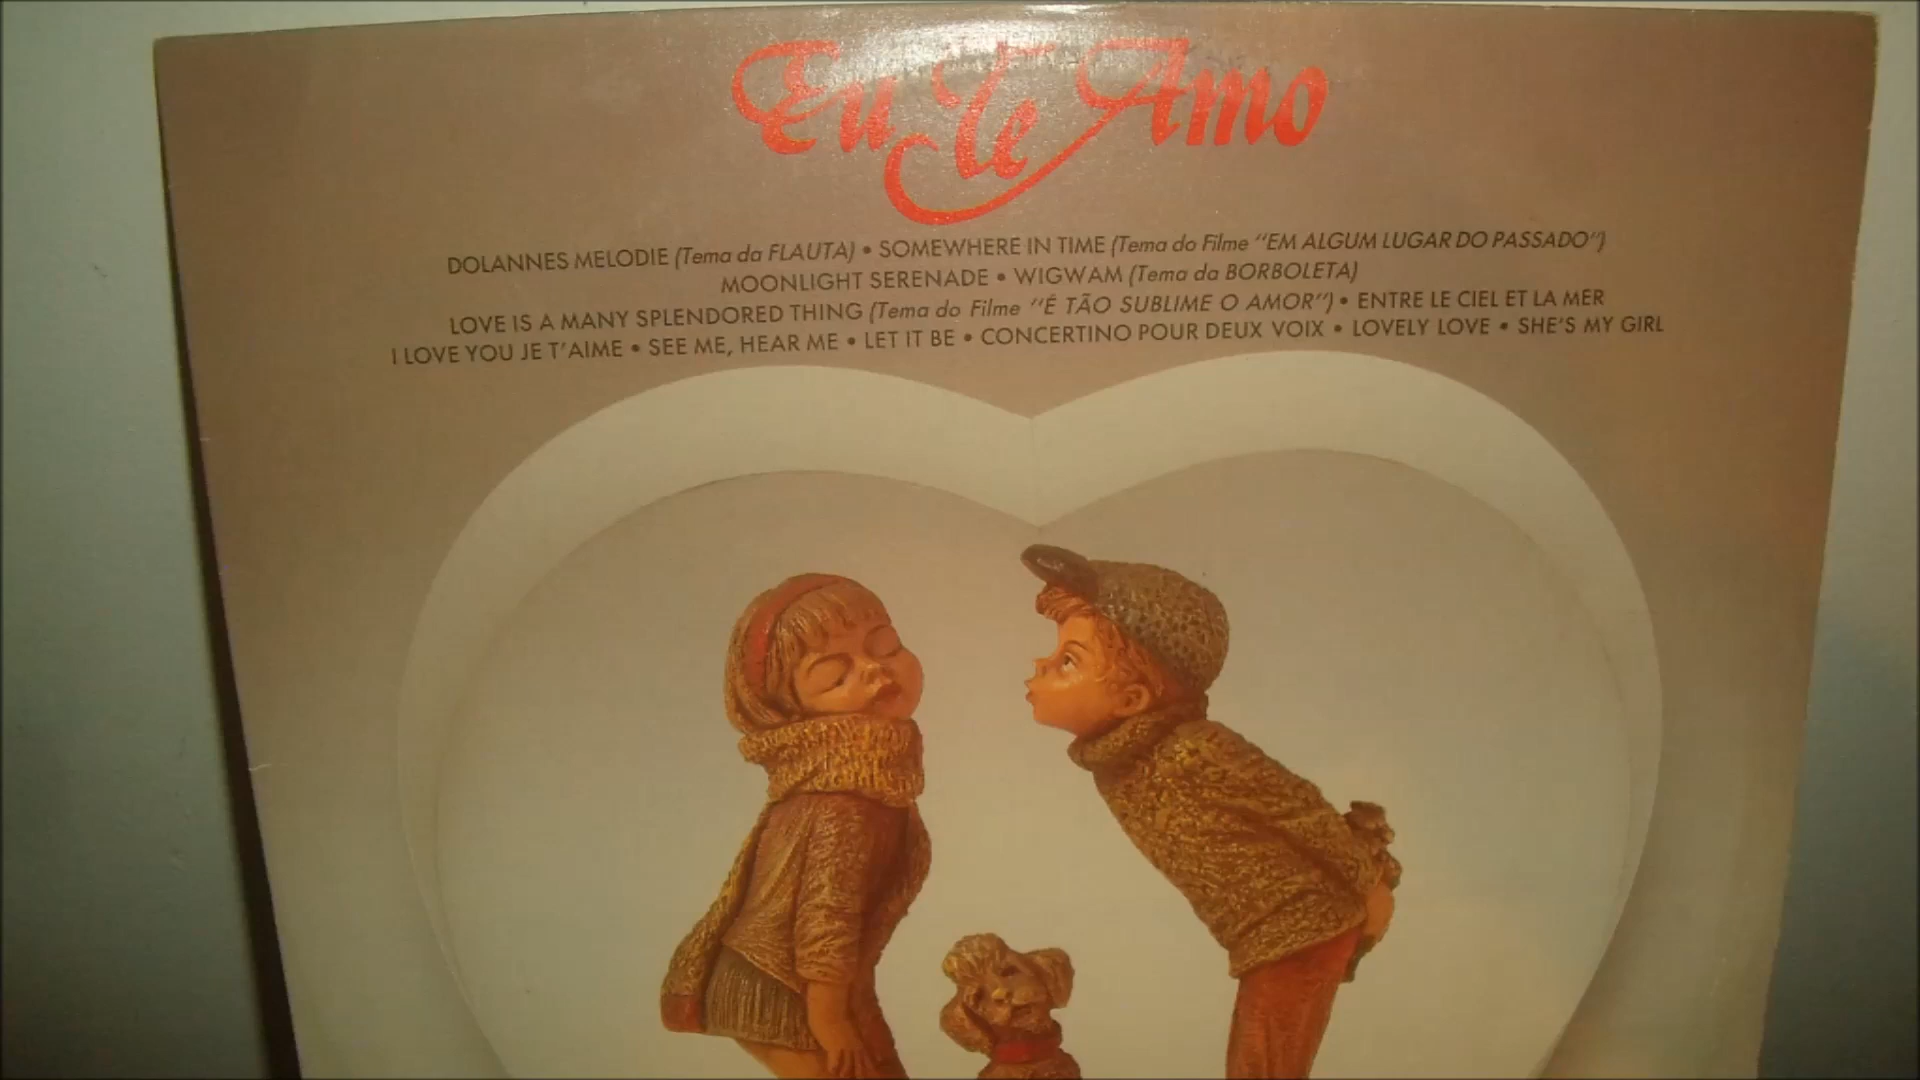 Eu Te Amo
DOLANNES MELODIE (Tema da FLAUTA) • SOMEWHERE IN TIME (Tema do Filme "EM ALGUM LUGAR DO PASSADO")
MOONLIGHT SERENADE • WIGWAM (Tema da BORBOLETA)
LOVE IS A MANY SPLENDORED THING (Tema do Filme "É TÃO SUBLIME O AMOR") • ENTRE LE CIEL ET LA MER
I LOVE YOU JE T'AIME • SEE ME, HEAR ME • LET IT BE • CONCERTINO POUR DEUX VOIX • LOVELY LOVE • SHE'S MY GIRL